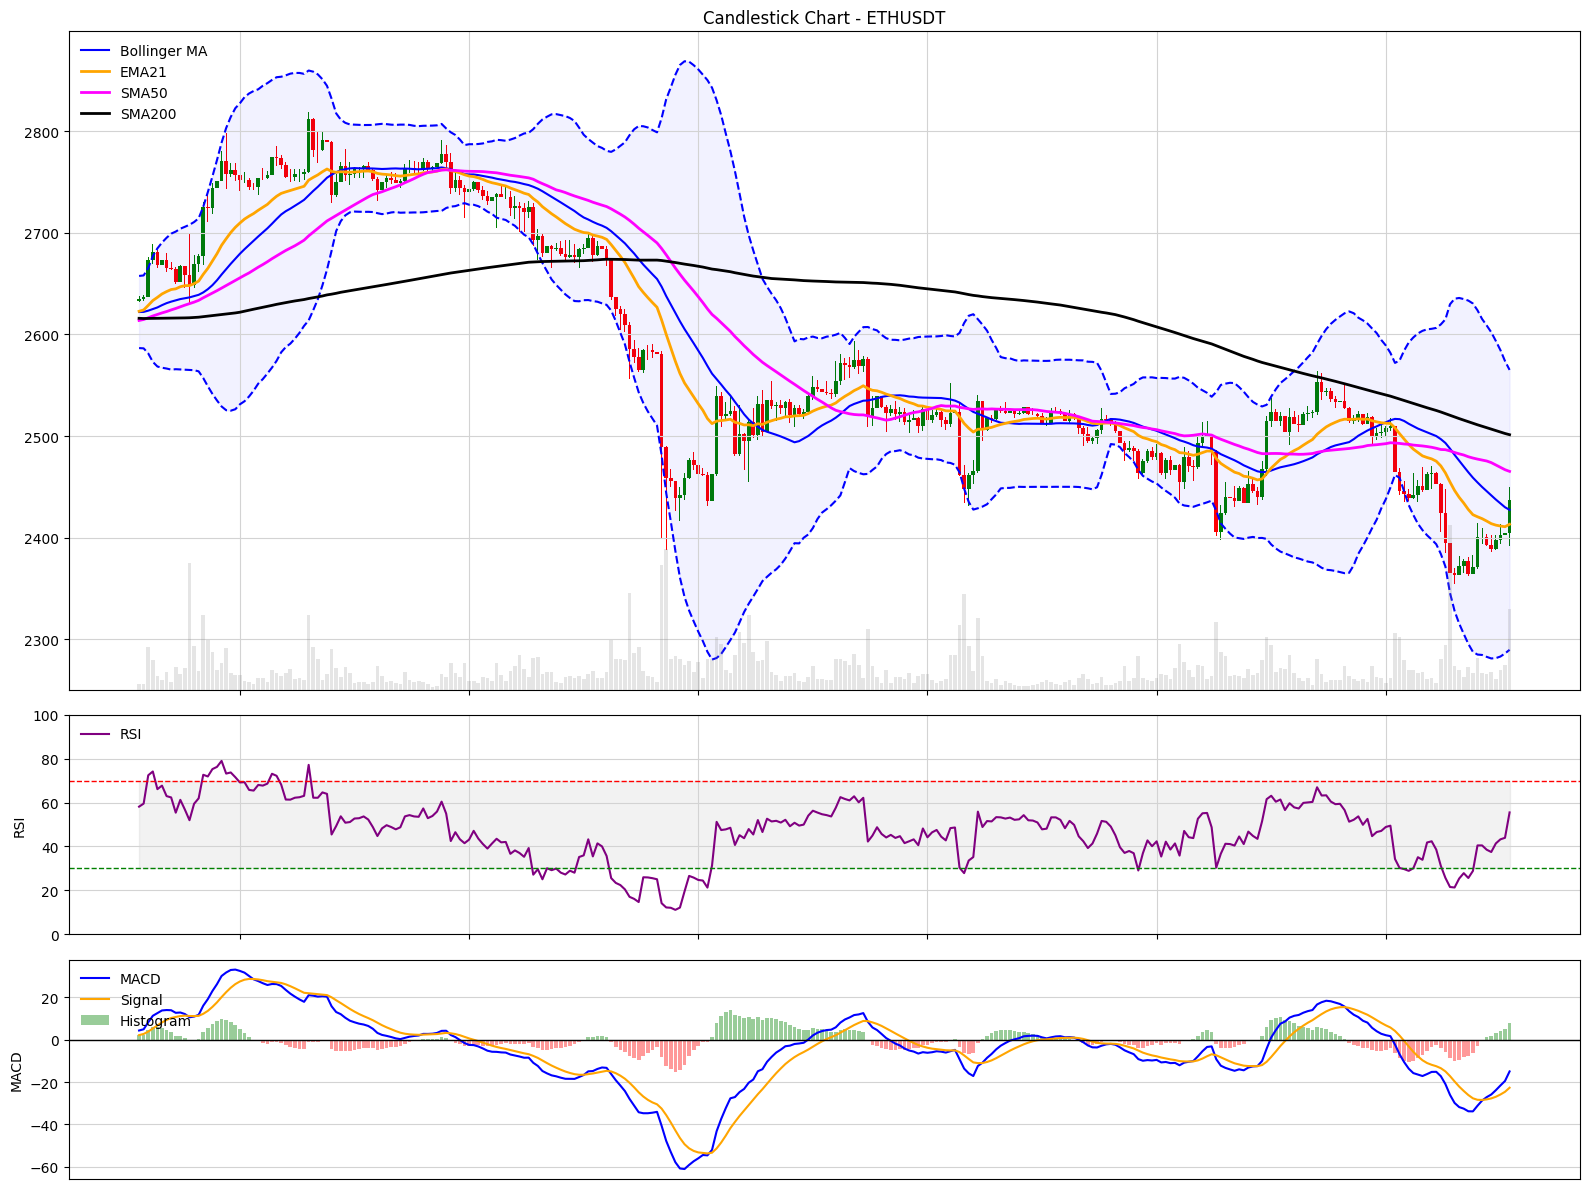 Candlestick Chart - ETHUSDT
Bollinger MA
EMA21
SMA50
SMA200
2800
2700
2600
2500
2400
2300
100
RSI
80
60
RSI
40
20
0
MACD
20
Signal
Histogram
0
MACD
−20
−40
−60